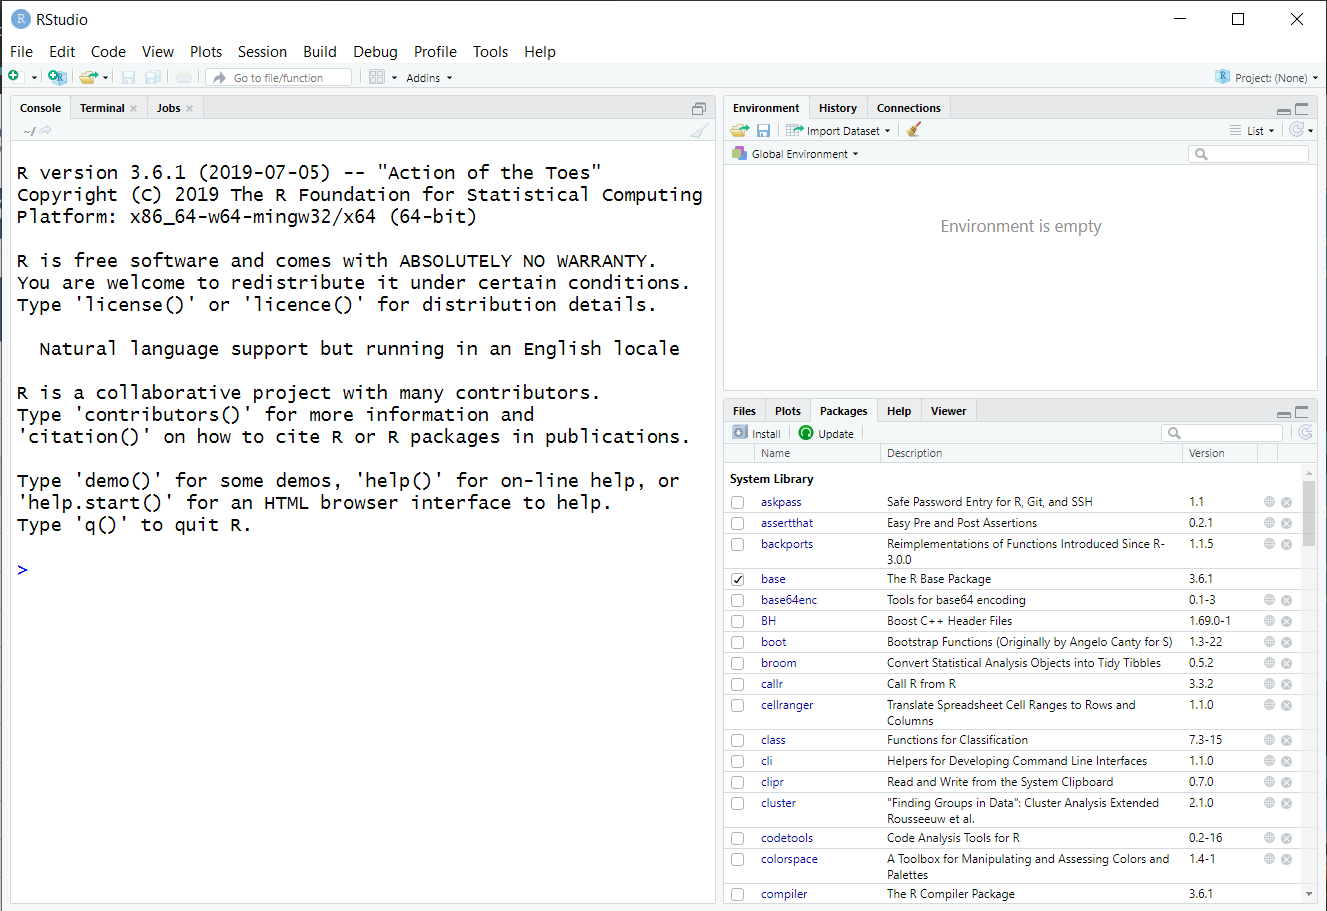 RStudio
File Edit Code View Plots Session Build Debug Profile Tools Help
Go to file/function Addins Project: (None)
Console Terminal Jobs
~/
R version 3.6.1 (2019-07-05) -- "Action of the Toes"
Copyright (C) 2019 The R Foundation for Statistical Computing
Platform: x86_64-w64-mingw32/x64 (64-bit)
R is free software and comes with ABSOLUTELY NO WARRANTY.
You are welcome to redistribute it under certain conditions.
Type 'license()' or 'licence()' for distribution details.
Natural language support but running in an English locale
R is a collaborative project with many contributors.
Type 'contributors()' for more information and
'citation()' on how to cite R or R packages in publications.
Type 'demo()' for some demos, 'help()' for on-line help, or
'help.start()' for an HTML browser interface to help.
Type 'q()' to quit R.
>
Environment History Connections
Import Dataset List
Global Environment
Environment is empty
Files Plots Packages Help Viewer
Install Update
Name Description Version
System Library
askpass Safe Password Entry for R, Git, and SSH 1.1
assertthat Easy Pre and Post Assertions 0.2.1
backports Reimplementations of Functions Introduced Since R- 1.1.5
3.0.0
base The R Base Package 3.6.1
base64enc Tools for base64 encoding 0.1-3
BH Boost C++ Header Files 1.69.0-1
boot Bootstrap Functions (Originally by Angelo Canty for S) 1.3-22
broom Convert Statistical Analysis Objects into Tidy Tibbles 0.5.2
callr Call R from R 3.3.2
cellranger Translate Spreadsheet Cell Ranges to Rows and 1.1.0
Columns
class Functions for Classification 7.3-15
cli Helpers for Developing Command Line Interfaces 1.1.0
clipr Read and Write from the System Clipboard 0.7.0
cluster "Finding Groups in Data": Cluster Analysis Extended 2.1.0
Rousseeuw et al.
codetools Code Analysis Tools for R 0.2-16
colorspace A Toolbox for Manipulating and Assessing Colors and 1.4-1
Palettes
compiler The R Compiler Package 3.6.1